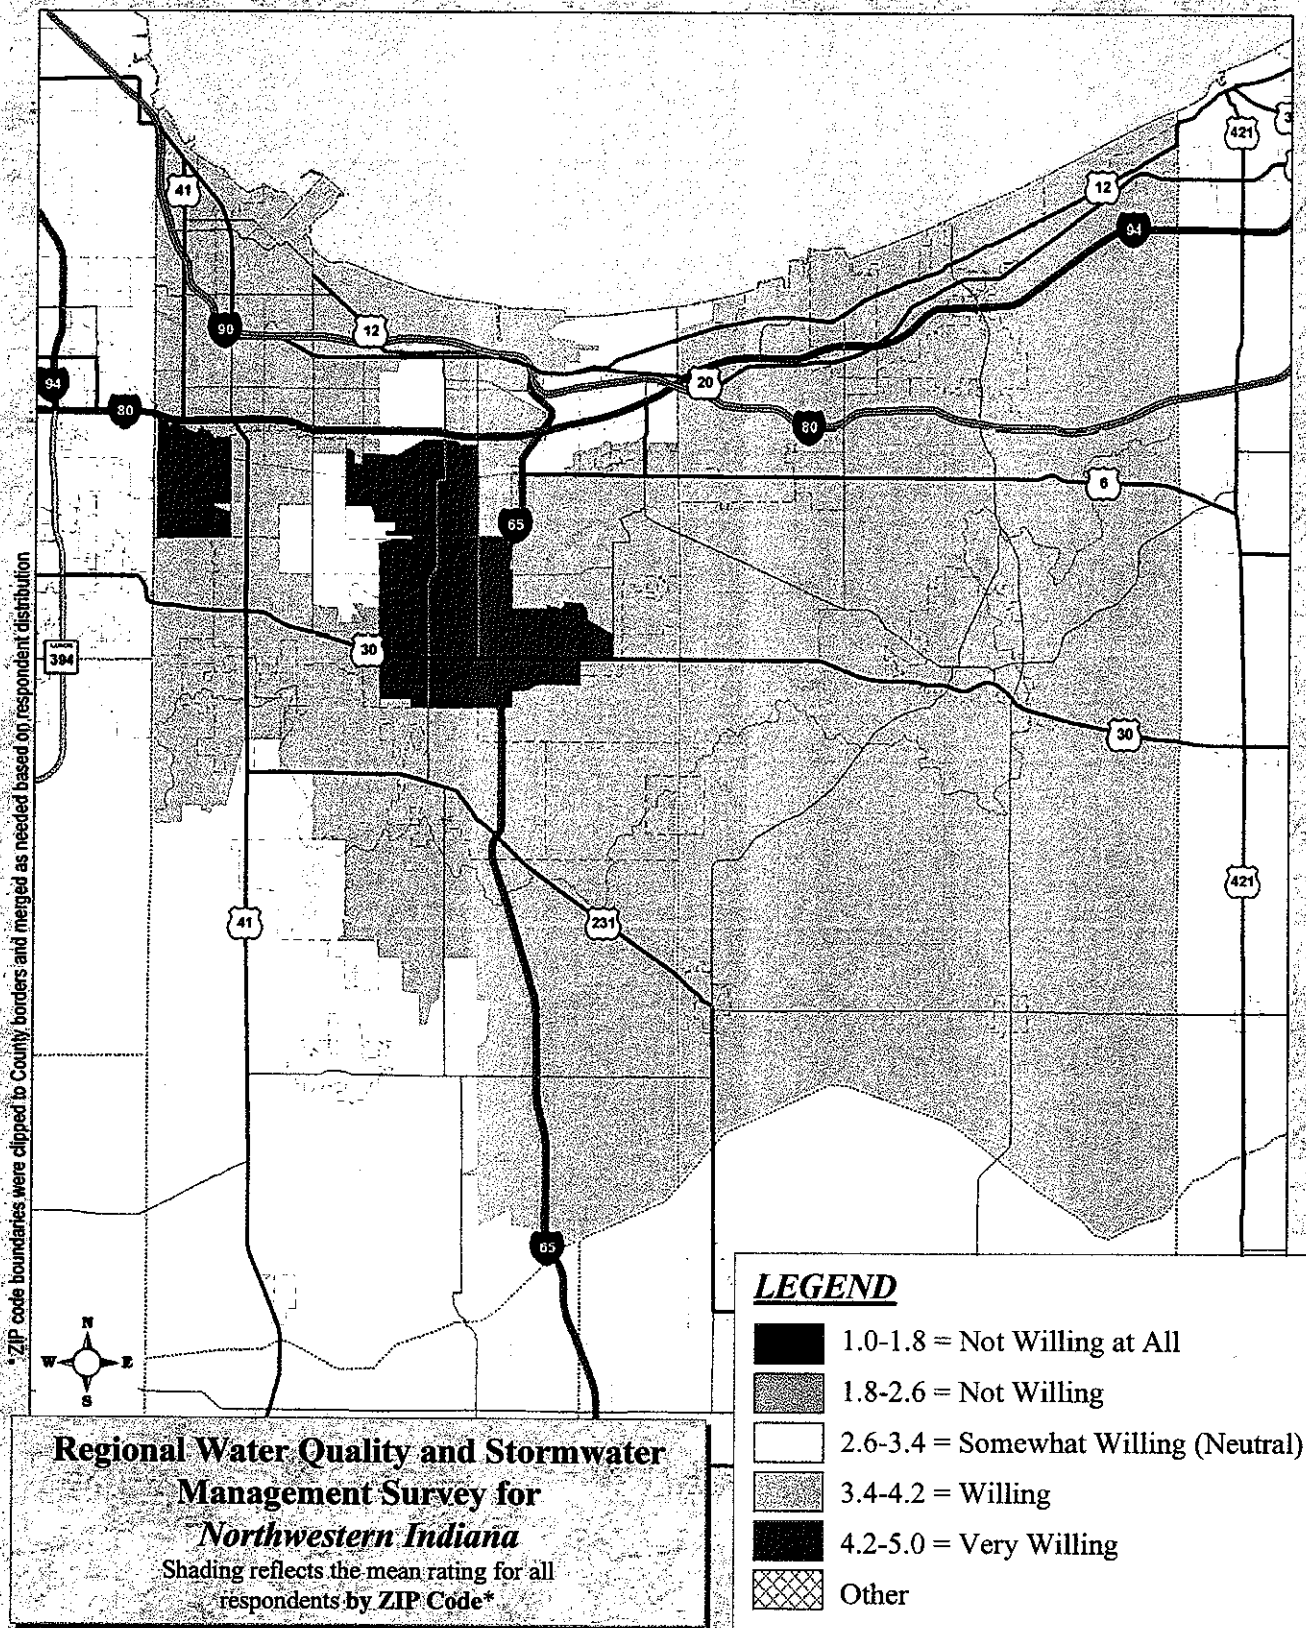 421
3
41
12
94
90
12
94
20
80
80
6
65
30
ILLINOIS
394
30
421
41
231
65
*ZIP code boundaries were clipped to County borders and merged as needed based on respondent distribution
N
W E
S
LEGEND
1.0-1.8 = Not Willing at All
1.8-2.6 = Not Willing
2.6-3.4 = Somewhat Willing (Neutral)
3.4-4.2 = Willing
4.2-5.0 = Very Willing
Other
Regional Water Quality and Stormwater
Management Survey for
Northwestern Indiana
Shading reflects the mean rating for all
respondents by ZIP Code*